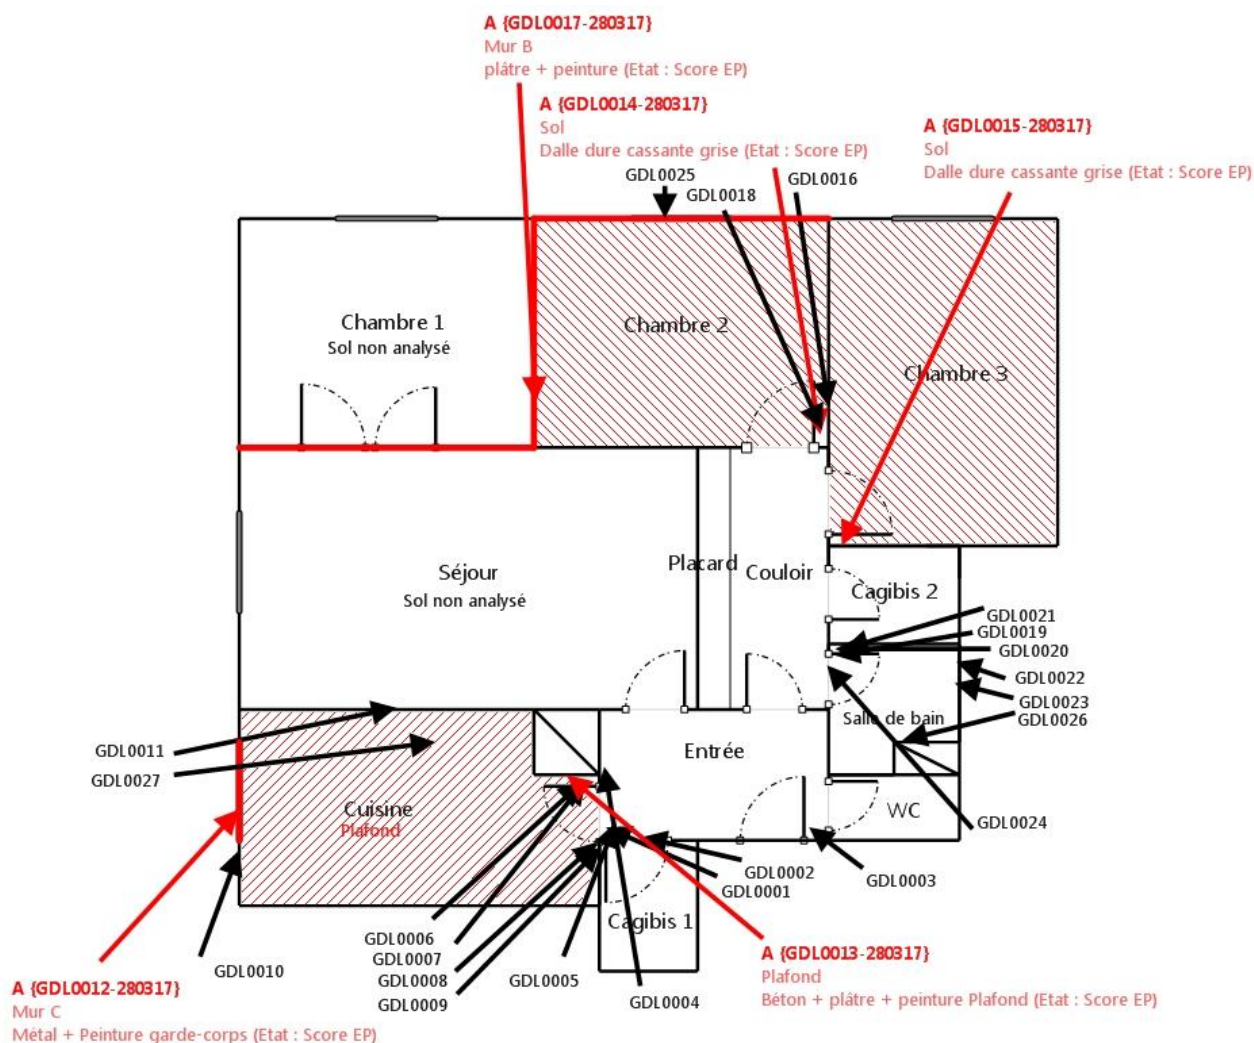 A {GDL0017-280317}
Mur B
plâtre + peinture (Etat : Score EP)
A {GDL0014-280317}
Sol
Dalle dure cassante grise (Etat : Score EP)
A {GDL0015-280317}
Sol
Dalle dure cassante grise (Etat : Score EP)
GDL0025
GDL0018
GDL0016
Chambre 1
Sol non analysé
Chambre 2
Chambre 3
Séjour
Sol non analysé
Placard
Couloir
Cagibis 2
GDL0021
GDL0019
GDL0020
GDL0022
GDL0023
GDL0026
Salle de bain
GDL0011
GDL0027
Entrée
Cuisine
Plafond
WC
GDL0024
GDL0002
GDL0001
GDL0003
Cagibis 1
GDL0006
GDL0007
GDL0008
GDL0009
GDL0005
GDL0004
GDL0010
A {GDL0013-280317}
Plafond
Béton + plâtre + peinture Plafond (Etat : Score EP)
A {GDL0012-280317}
Mur C
Métal + Peinture garde-corps (Etat : Score EP)